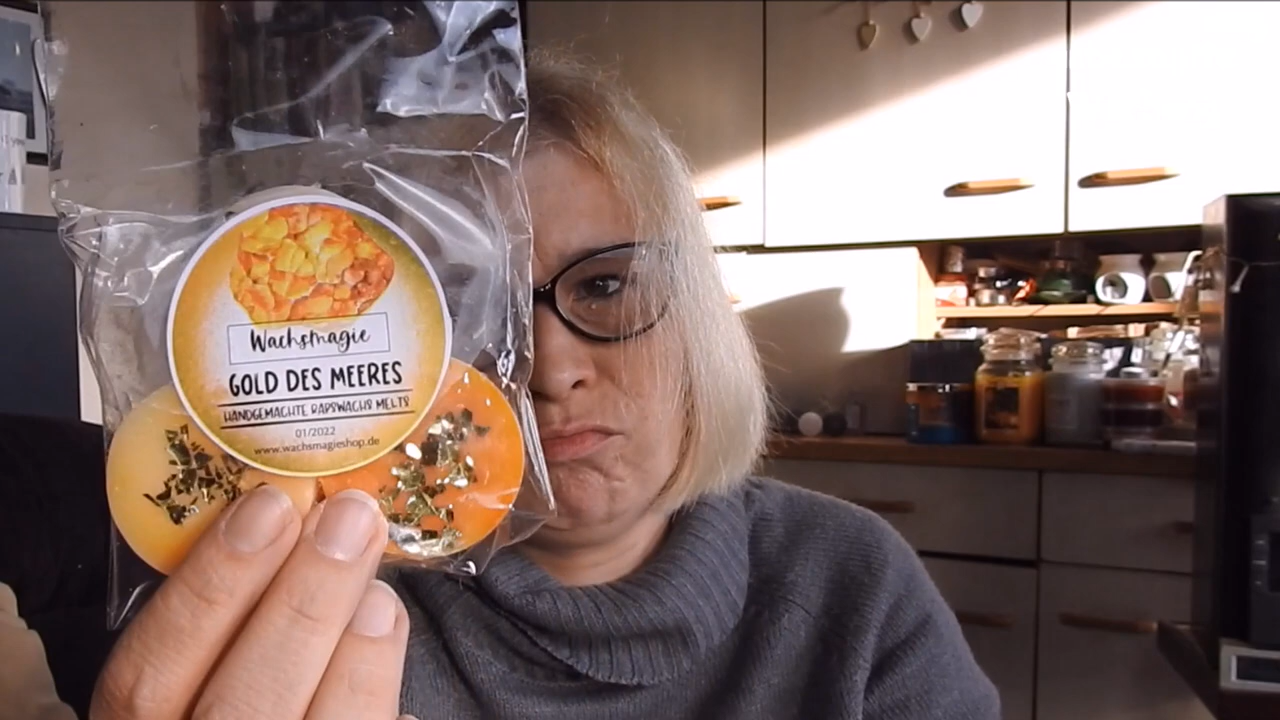 Wachsmagie
GOLD DES MEERES
HANDGEMACHTE RAPSWACHS MELTS
01/2022
www.wachsmagieshop.de